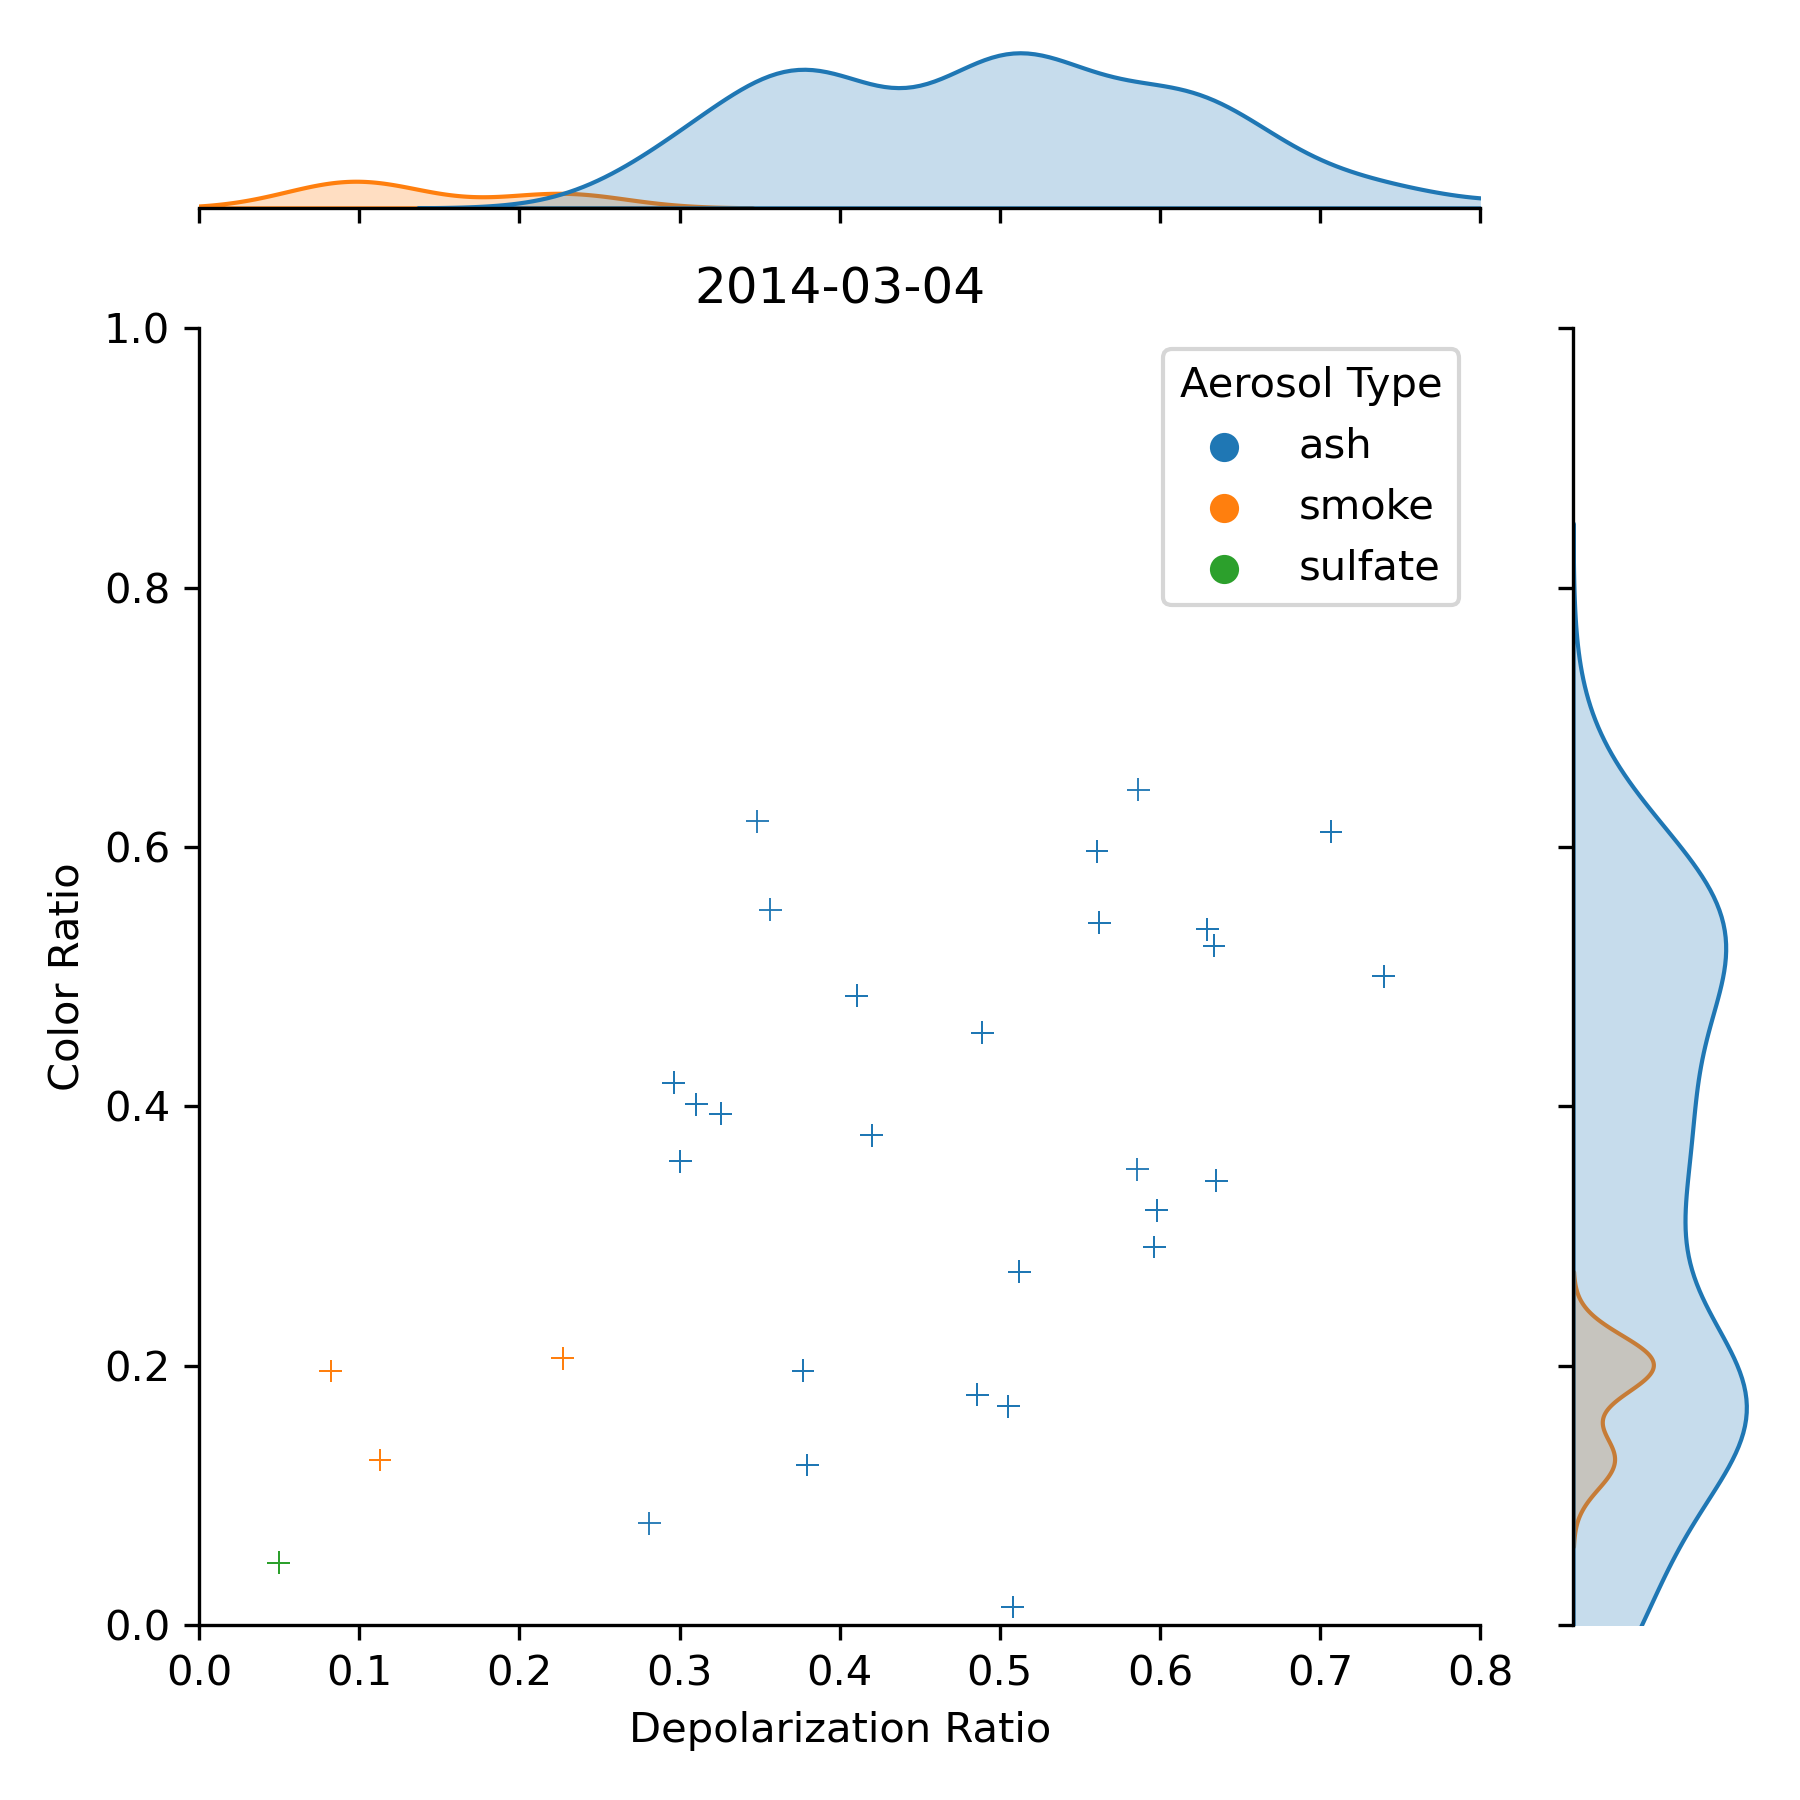 2014-03-04
1.0
0.8
0.6
0.4
0.2
0.0
Color Ratio
Aerosol Type
ash
smoke
sulfate
0.0 0.1 0.2 0.3 0.4 0.5 0.6 0.7 0.8
Depolarization Ratio